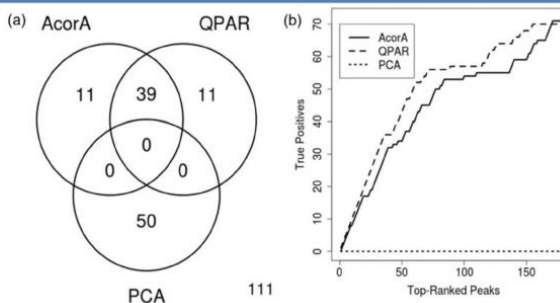 (a)
AcorA
QPAR
11
39
11
0
0
0
50
PCA
111
(b)
AcorA
QPAR
PCA
70
60
50
40
30
20
10
0
True Positives
0
50
100
150
Top-Ranked Peaks